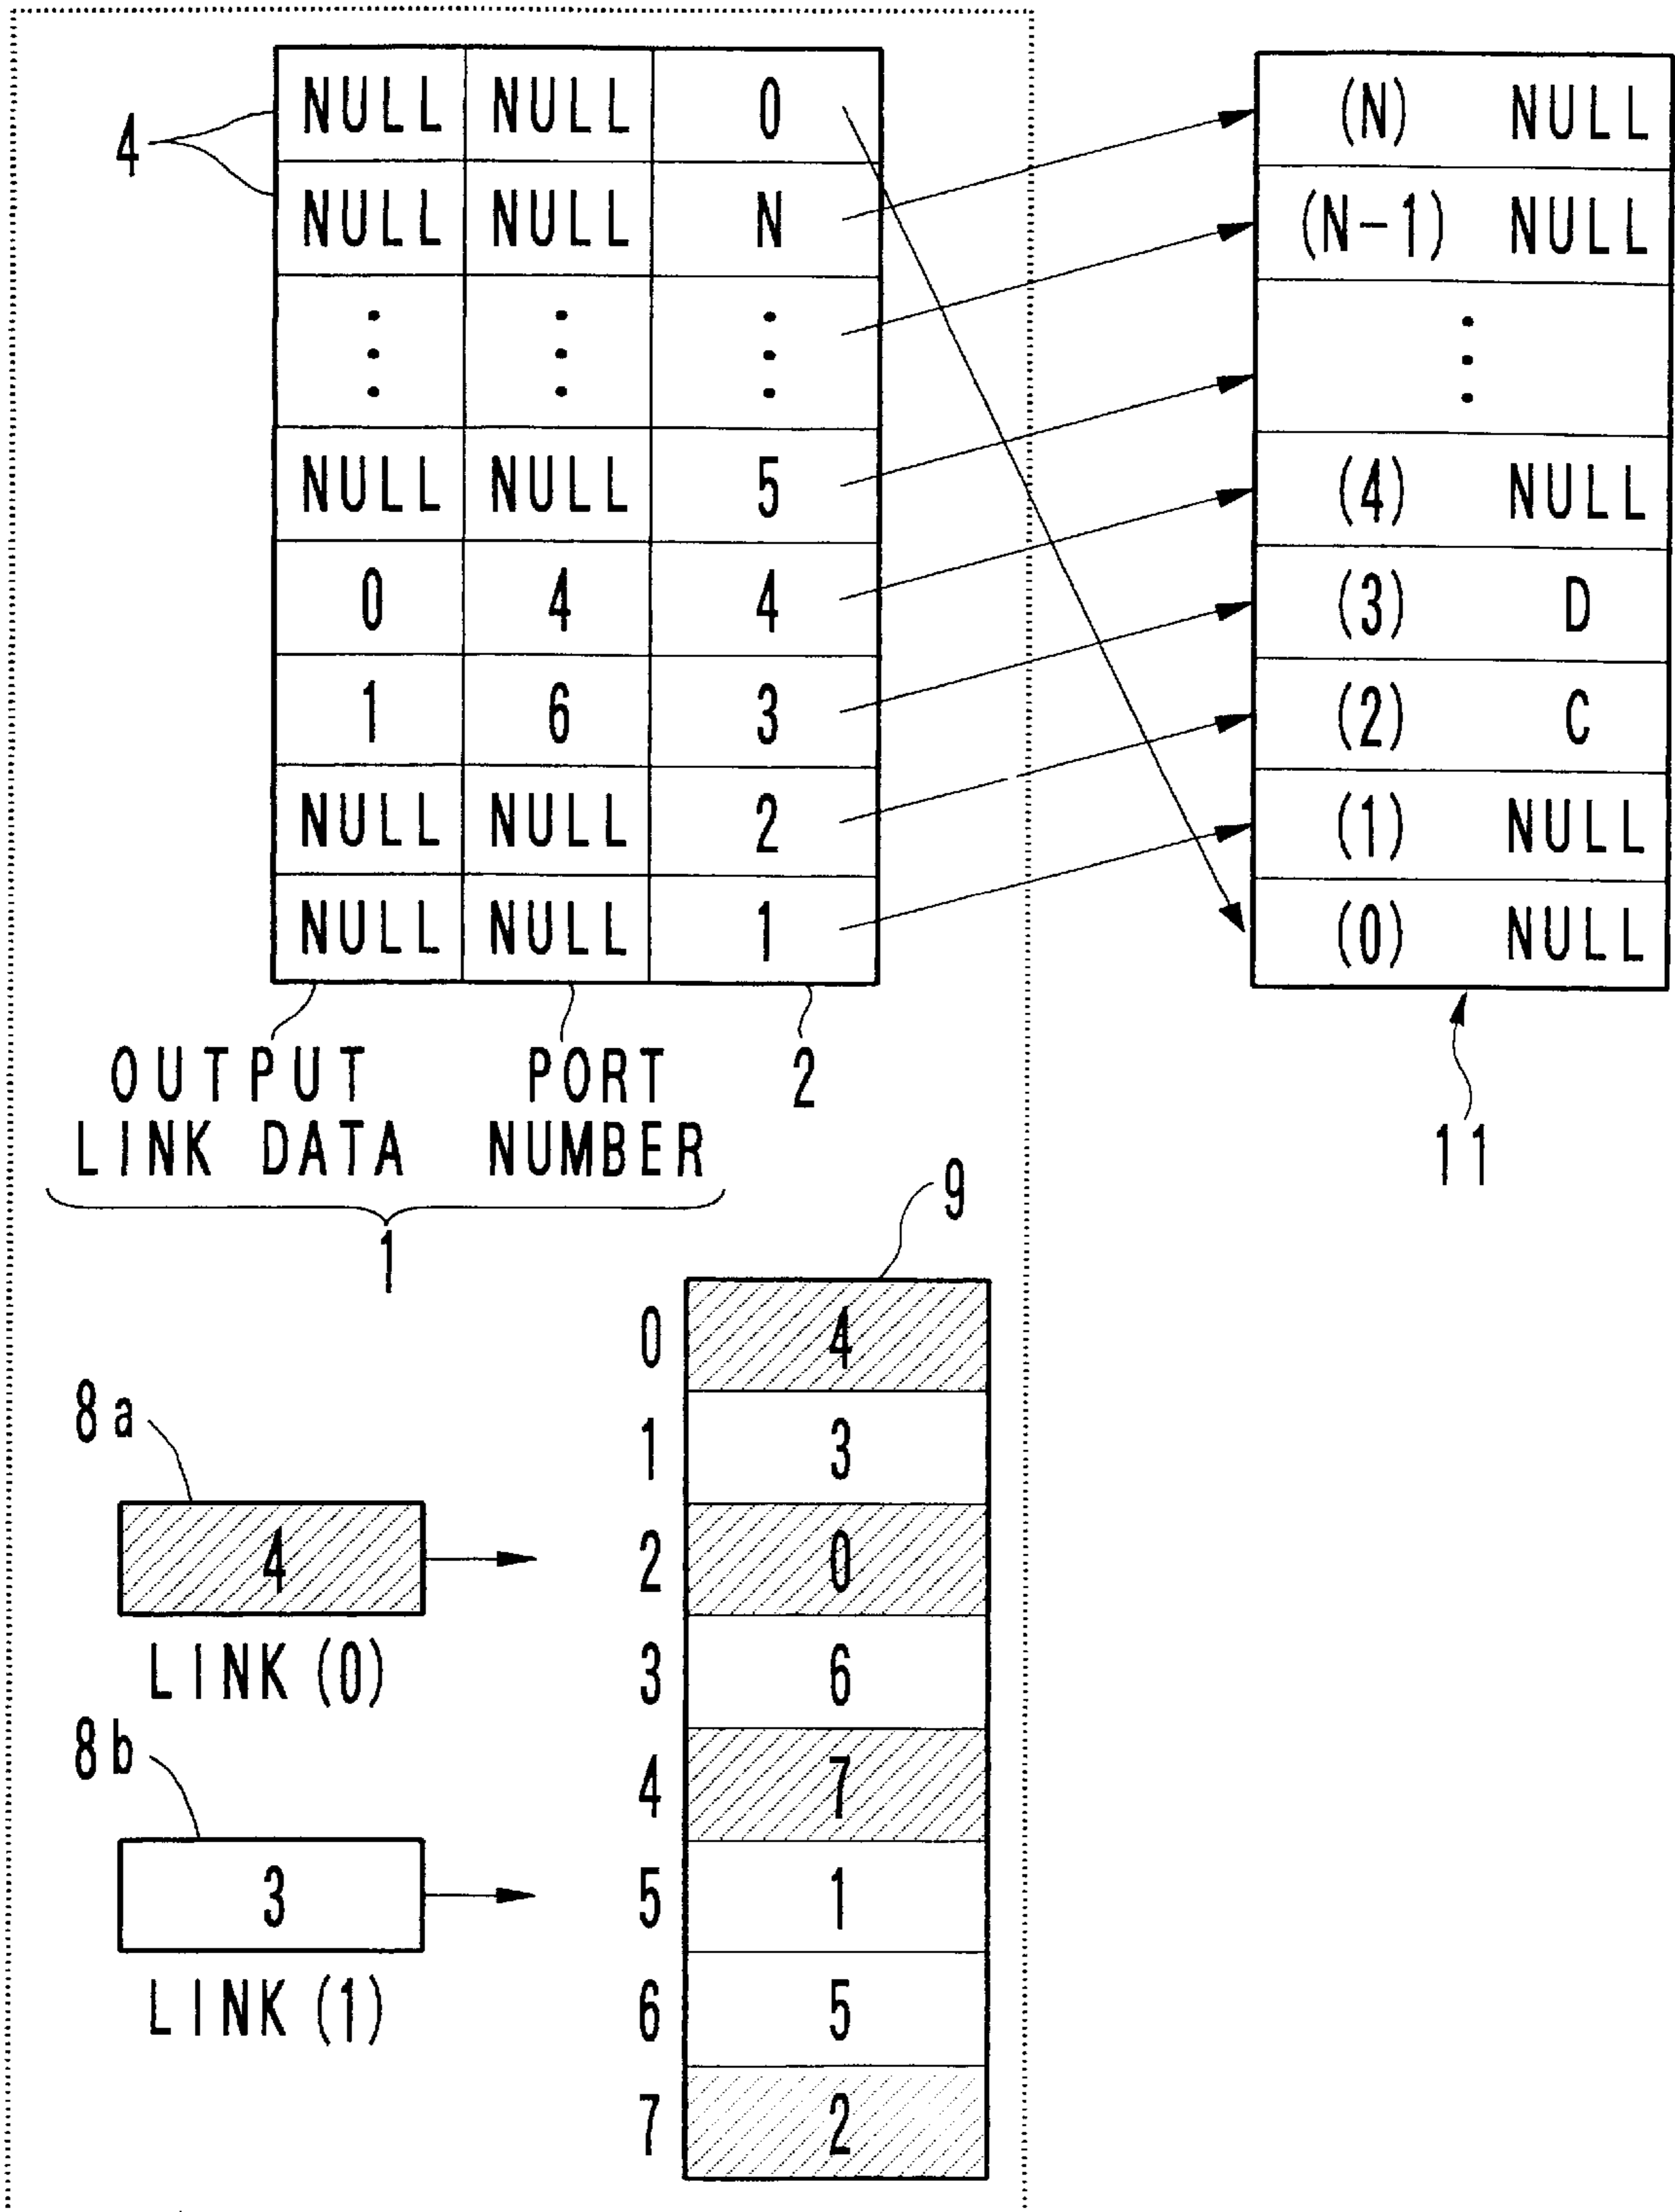 4
NULL NULL 0
NULL NULL N
NULL NULL 5
0 4 4
1 6 3
NULL NULL 2
NULL NULL 1
(N) NULL
(N-1) NULL
(4) NULL
(3) D
(2) C
(1) NULL
(0) NULL
OUTPUT
LINK DATA
PORT
NUMBER
2
11
1
9
8a
4
LINK (0)
8b
3
LINK (1)
0 4
1 3
2 0
3 6
4 7
5 1
6 5
7 2